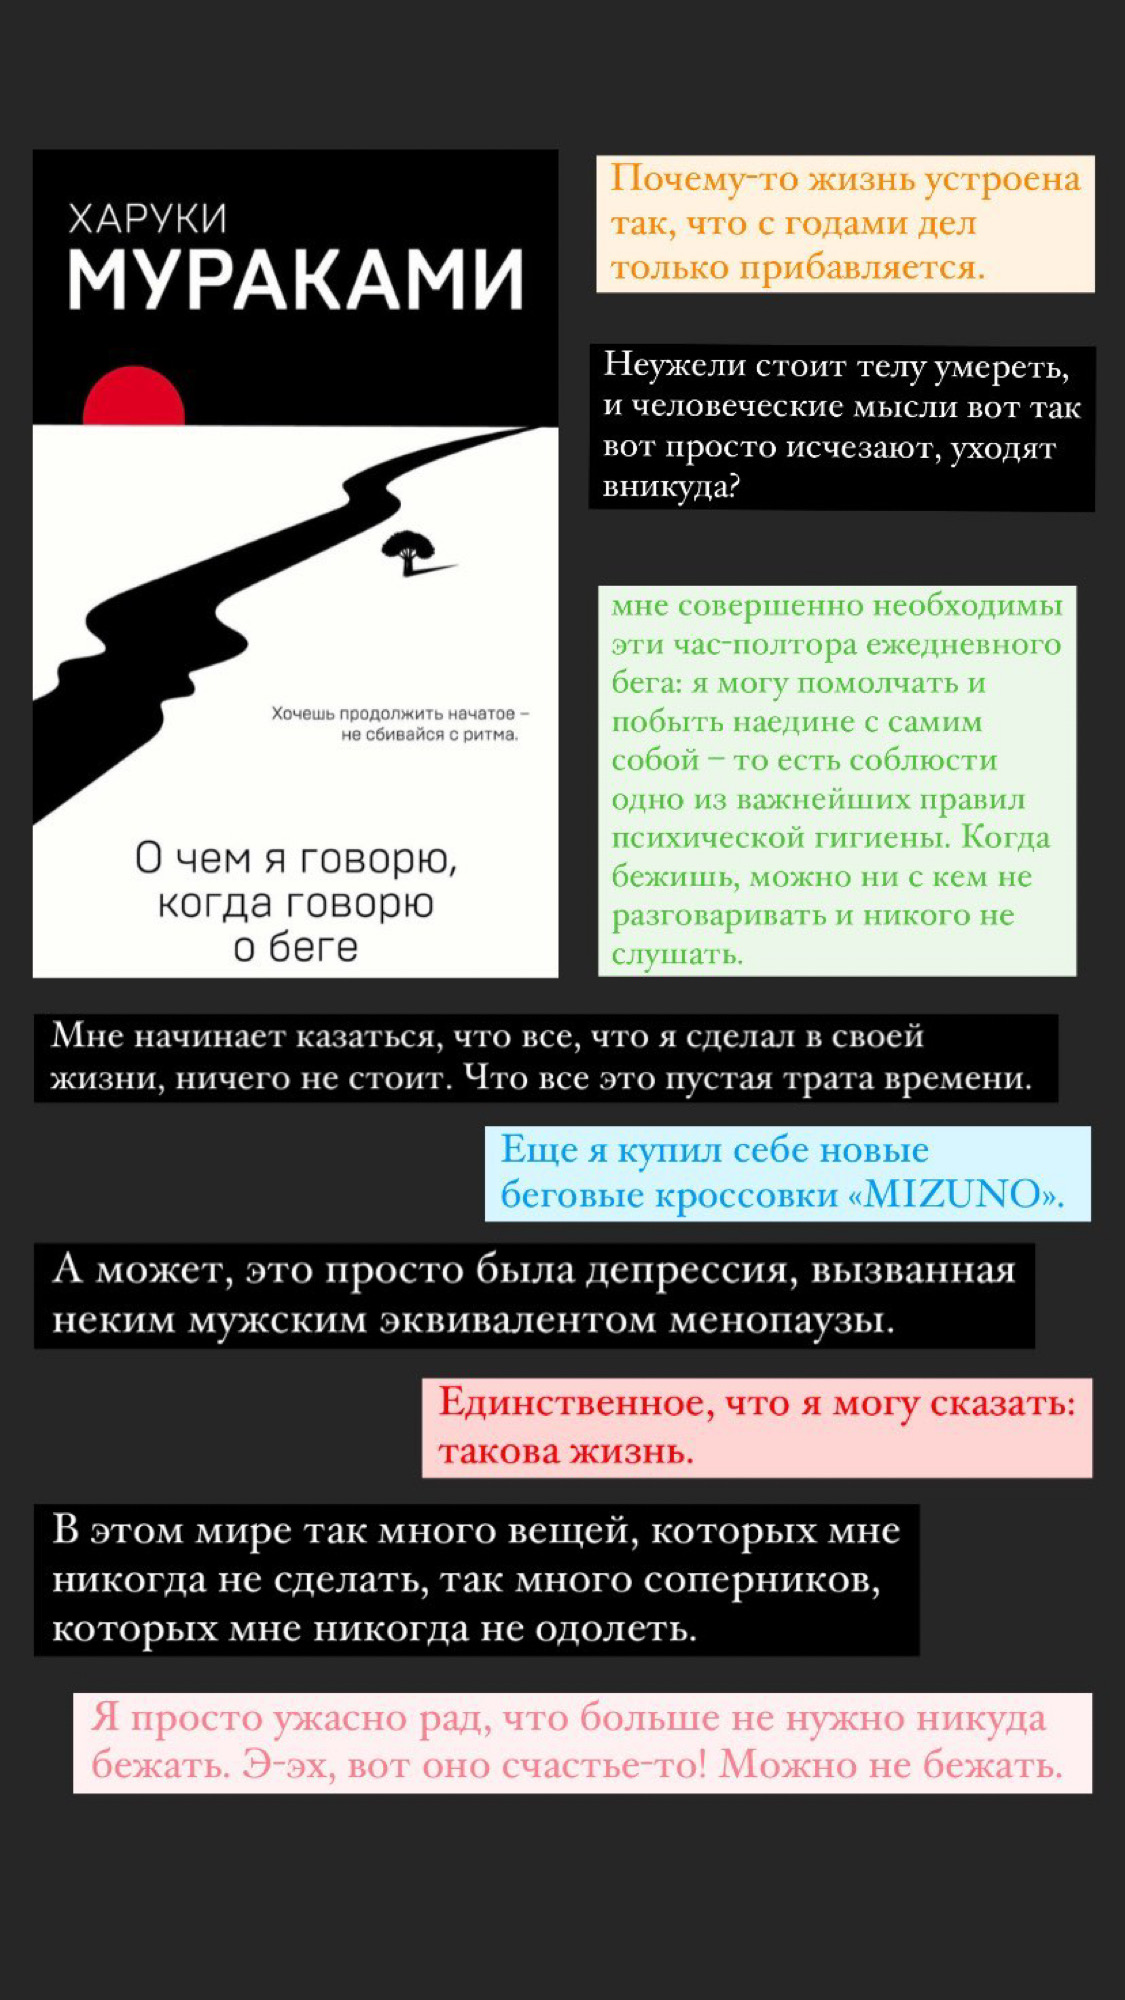 ХАРУКИ
МУРАКАМИ
Хочешь продолжить начатое –
не сбивайся с ритма.
О чем я говорю,
когда говорю
о беге
Почему-то жизнь устроена
так, что с годами дел
только прибавляется.
Неужели стоит телу умереть,
и человеческие мысли вот так
вот просто исчезают, уходят
вникуда?
мне совершенно необходимы
эти час-полтора ежедневного
бега: я могу помолчать и
побыть наедине с самим
собой – то есть соблюсти
одно из важнейших правил
психической гигиены. Когда
бежишь, можно ни с кем не
разговаривать и никого не
слушать.
Мне начинает казаться, что все, что я сделал в своей
жизни, ничего не стоит. Что все это пустая трата времени.
Еще я купил себе новые
беговые кроссовки «MIZUNO».
А может, это просто была депрессия, вызванная
неким мужским эквивалентом менопаузы.
Единственное, что я могу сказать:
такова жизнь.
В этом мире так много вещей, которых мне
никогда не сделать, так много соперников,
которых мне никогда не одолеть.
Я просто ужасно рад, что больше не нужно никуда
бежать. Э-эх, вот оно счастье-то! Можно не бежать.